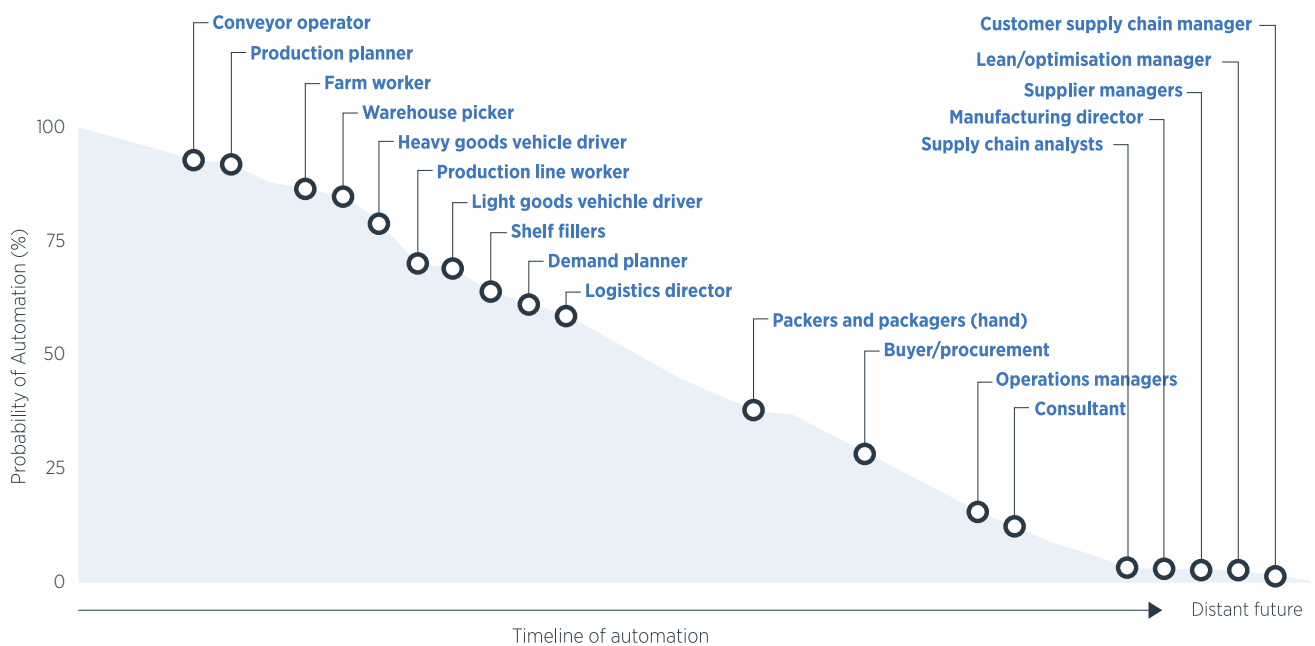 Conveyor operator
Customer supply chain manager
Production planner
Lean/optimisation manager
Farm worker
Supplier managers
Warehouse picker
Manufacturing director
Heavy goods vehicle driver
Supply chain analysts
Production line worker
Light goods vehichle driver
Shelf fillers
Demand planner
Logistics director
Packers and packagers (hand)
Buyer/procurement
Operations managers
Consultant
Probability of Automation (%)
100
75
50
25
0
Distant future
Timeline of automation